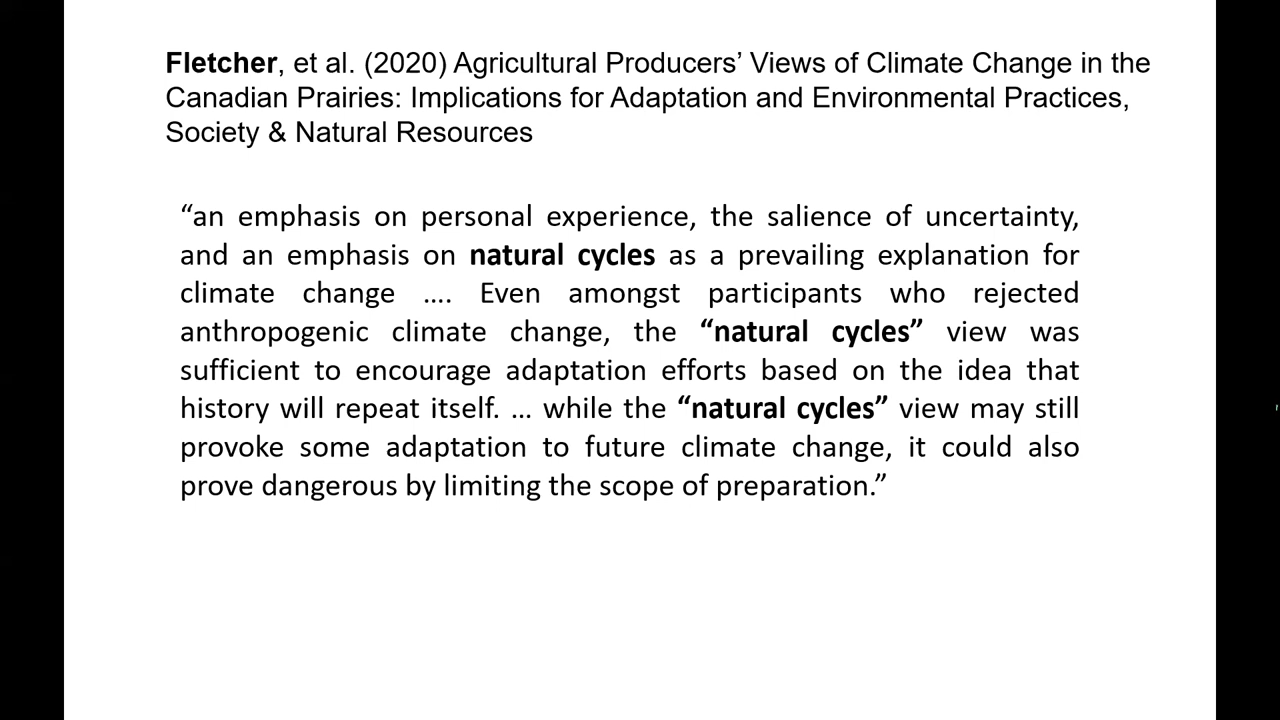 Fletcher, et al. (2020) Agricultural Producers’ Views of Climate Change in the
Canadian Prairies: Implications for Adaptation and Environmental Practices,
Society & Natural Resources
“an emphasis on personal experience, the salience of uncertainty,
and an emphasis on natural cycles as a prevailing explanation for
climate change …. Even amongst participants who rejected
anthropogenic climate change, the “natural cycles” view was
sufficient to encourage adaptation efforts based on the idea that
history will repeat itself. … while the “natural cycles” view may still
provoke some adaptation to future climate change, it could also
prove dangerous by limiting the scope of preparation.”